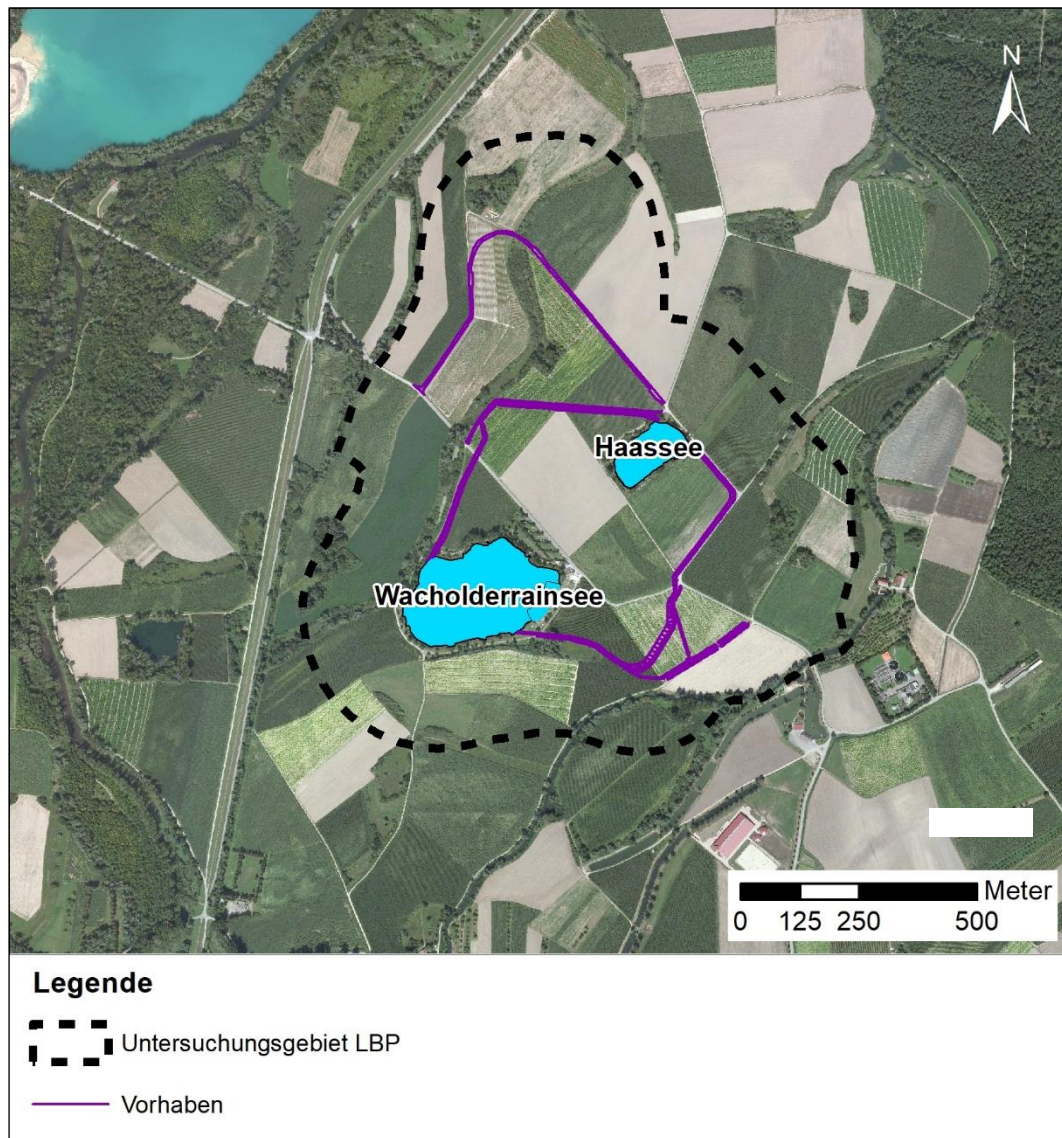 N
Haassee
Wacholderrainsee
Meter
0 125 250 500
Legende
Untersuchungsgebiet LBP
Vorhaben